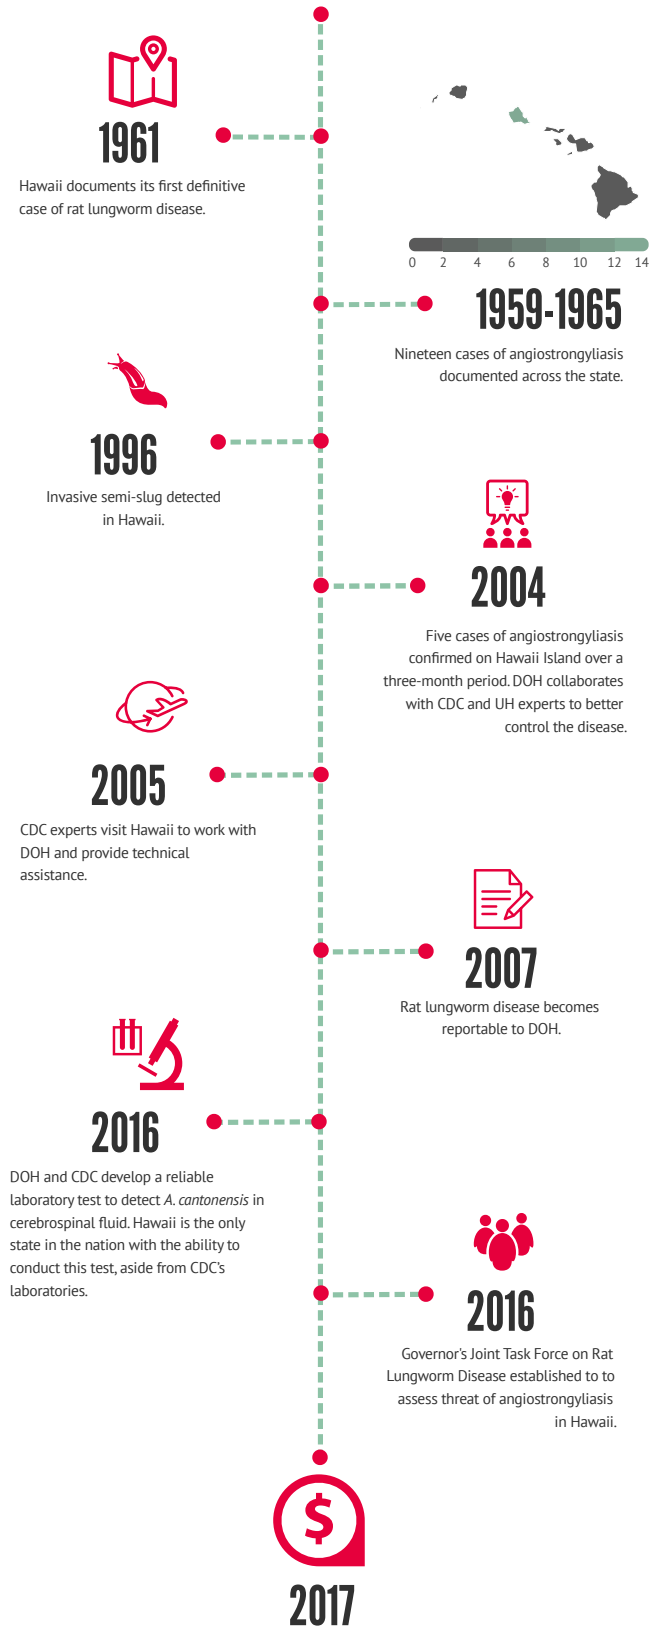 1961
Hawaii documents its first definitive
case of rat lungworm disease.
0 2 4 6 8 10 12 14
1959-1965
Nineteen cases of angiostrongyliasis
documented across the state.
1996
Invasive semi-slug detected
in Hawaii.
2004
Five cases of angiostrongyliasis
confirmed on Hawaii Island over a
three-month period. DOH collaborates
with CDC and UH experts to better
control the disease.
2005
CDC experts visit Hawaii to work with
DOH and provide technical
assistance.
2007
Rat lungworm disease becomes
reportable to DOH.
2016
DOH and CDC develop a reliable
laboratory test to detect A. cantonensis in
cerebrospinal fluid. Hawaii is the only
state in the nation with the ability to
conduct this test, aside from CDC's
laboratories.
2016
Governor's Joint Task Force on Rat
Lungworm Disease established to to
assess threat of angiostrongyliasis
in Hawaii.
$
2017